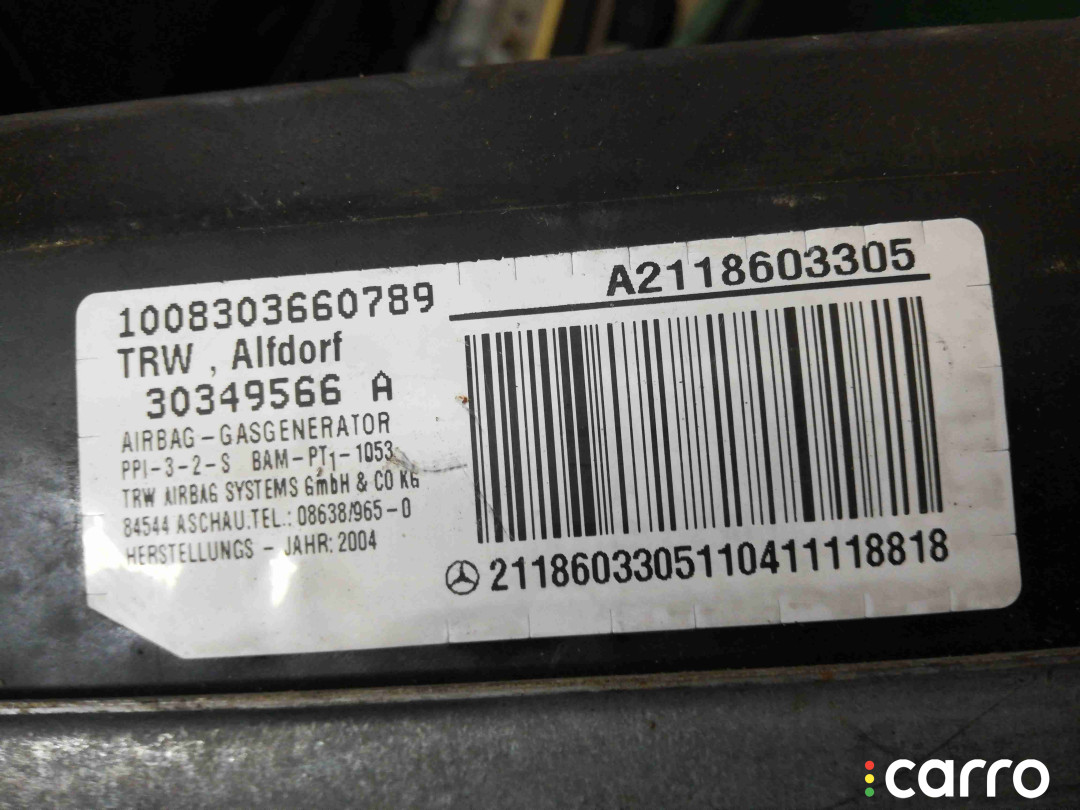 1008303660789
TRW , Alfdorf
30349566 A
AIRBAG-GASGENERATOR
PPI-3-2-S BAM-PT1-1053
TRW AIRBAG SYSTEMS GmbH & CO KG
84544 ASCHAU.TEL.: 08638/965-0
HERSTELLUNGS - JAHR: 2004
A2118603305
2118603305110411118818
carro